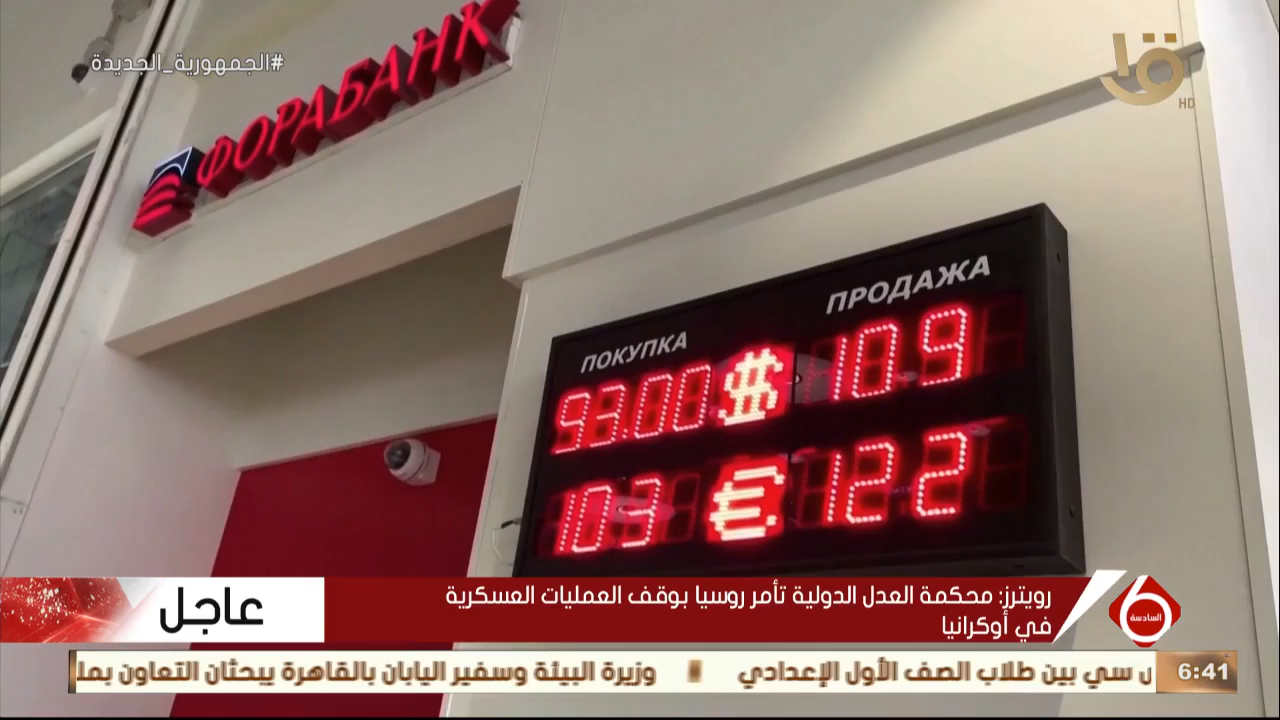 #الجمهورية_الجديدة
HD
ФОРАБАНК
ПОКУПКА
ПРОДАЖА
93.00 $ 10.9
103 € 122
عاجل
رويترز: محكمة العدل الدولية تأمر روسيا بوقف العمليات العسكرية
في أوكرانيا
السادسة
6:41
سي بين طلاب الصف الأول الإعدادي
وزيرة البيئة وسفير اليابان بالقاهرة يبحثان التعاون بما